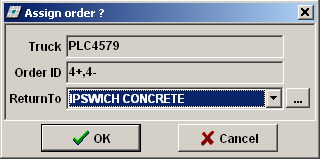 Assign order ?
Truck PLC4579
Order ID 4+,4-
ReturnTo IPSWICH CONCRETE ...
OK Cancel